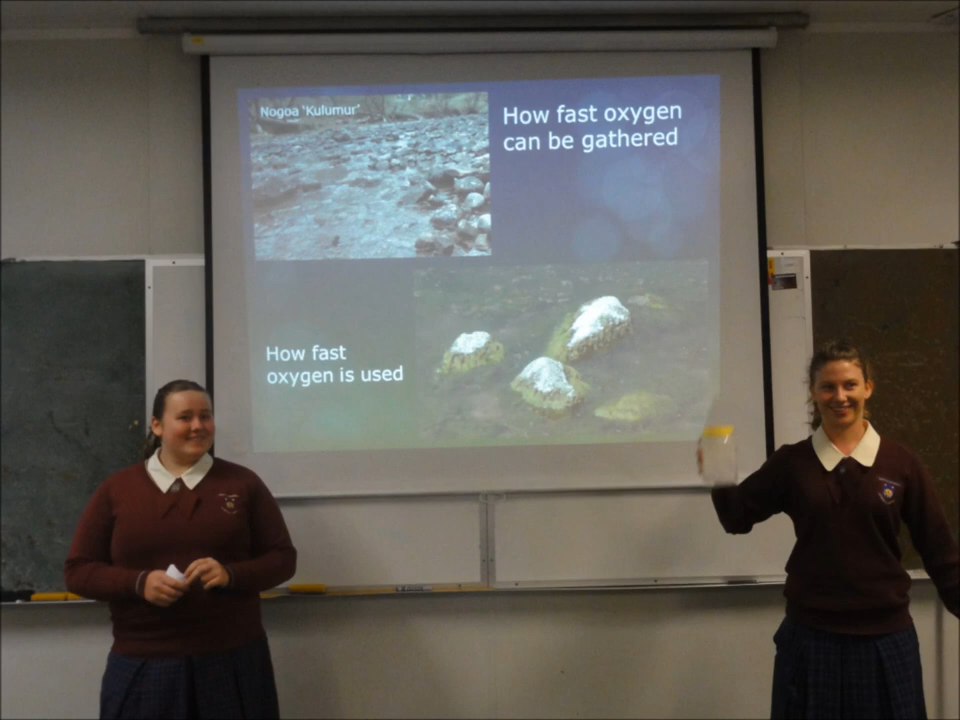 Nogoa 'Kulumur'
How fast oxygen
can be gathered
How fast
oxygen is used